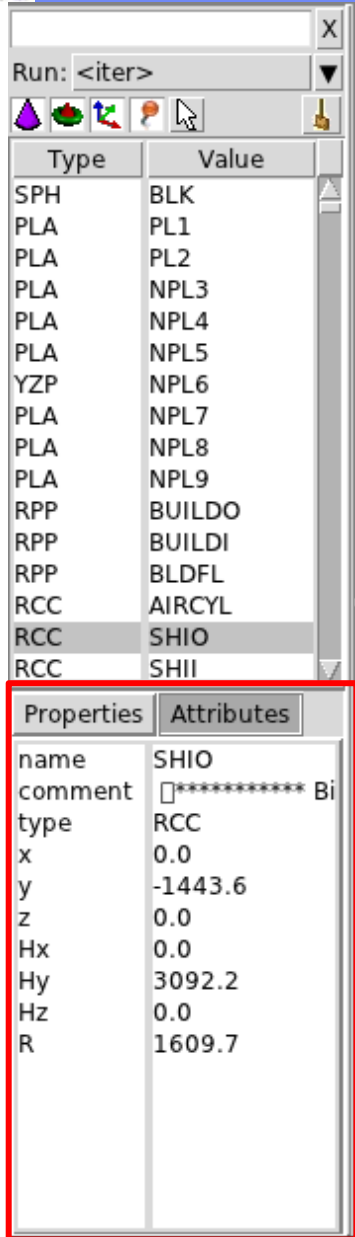 X
Run: <iter>
Type Value
SPH BLK
PLA PL1
PLA PL2
PLA NPL3
PLA NPL4
PLA NPL5
YZP NPL6
PLA NPL7
PLA NPL8
PLA NPL9
RPP BUILDO
RPP BUILDI
RPP BLDFL
RCC AIRCYL
RCC SHIO
RCC SHII
Properties Attributes
name SHIO
comment ▯*********** Bi
type RCC
x 0.0
y -1443.6
z 0.0
Hx 0.0
Hy 3092.2
Hz 0.0
R 1609.7